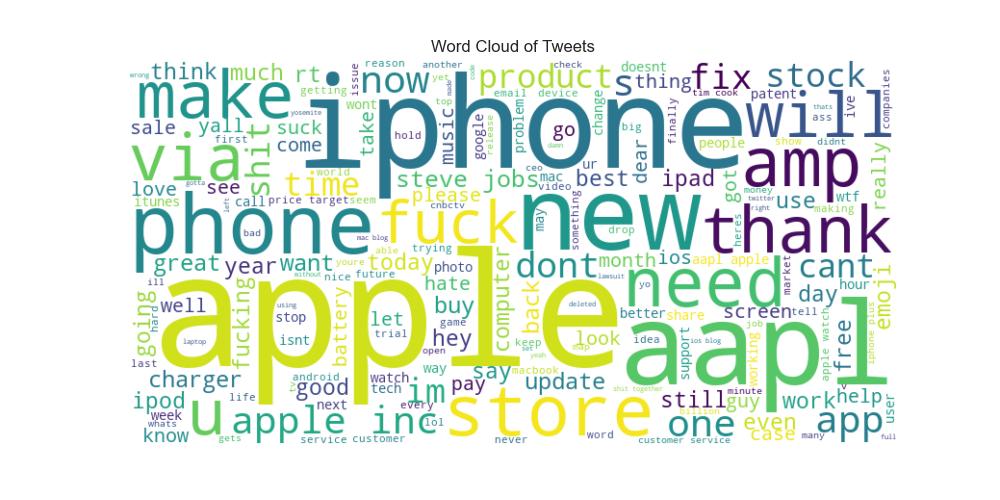 Word Cloud of Tweets
wrong think much rt reason another check doesnt stock
getting issue now yet made code product s thing fix
make iphone will top email device change tim cook patent thats ass ive companies
sale yall suck take wont hold music google release problem go big finally
via first shit come damn people show didnt amp
love see time world steve jobs mac ceo ur best dear ipad got really
itunes gotta call price target seem please video something money twitter use wtf
left cnbctv may drop heres right making
phone bad mac blog fuck new thank
great year want able trying today photo dont month ios aapl apple cant
youre without nice future hate computer back lawsuit need market day hour emoji
going ill hard well apple using deleted yo aapl
fucking stop battery let game buy better share screen tell
laptop isnt trial hey keep look idea support job free iphone plus
last open set yeah lap ios blog working apple watch
charger android way say macbook update shit together minute v
ipod life tv good watch tech im pay still guy work help
week u next every store billion user
whats apple inc lol one even app
know gets service customer never word customer service case many full